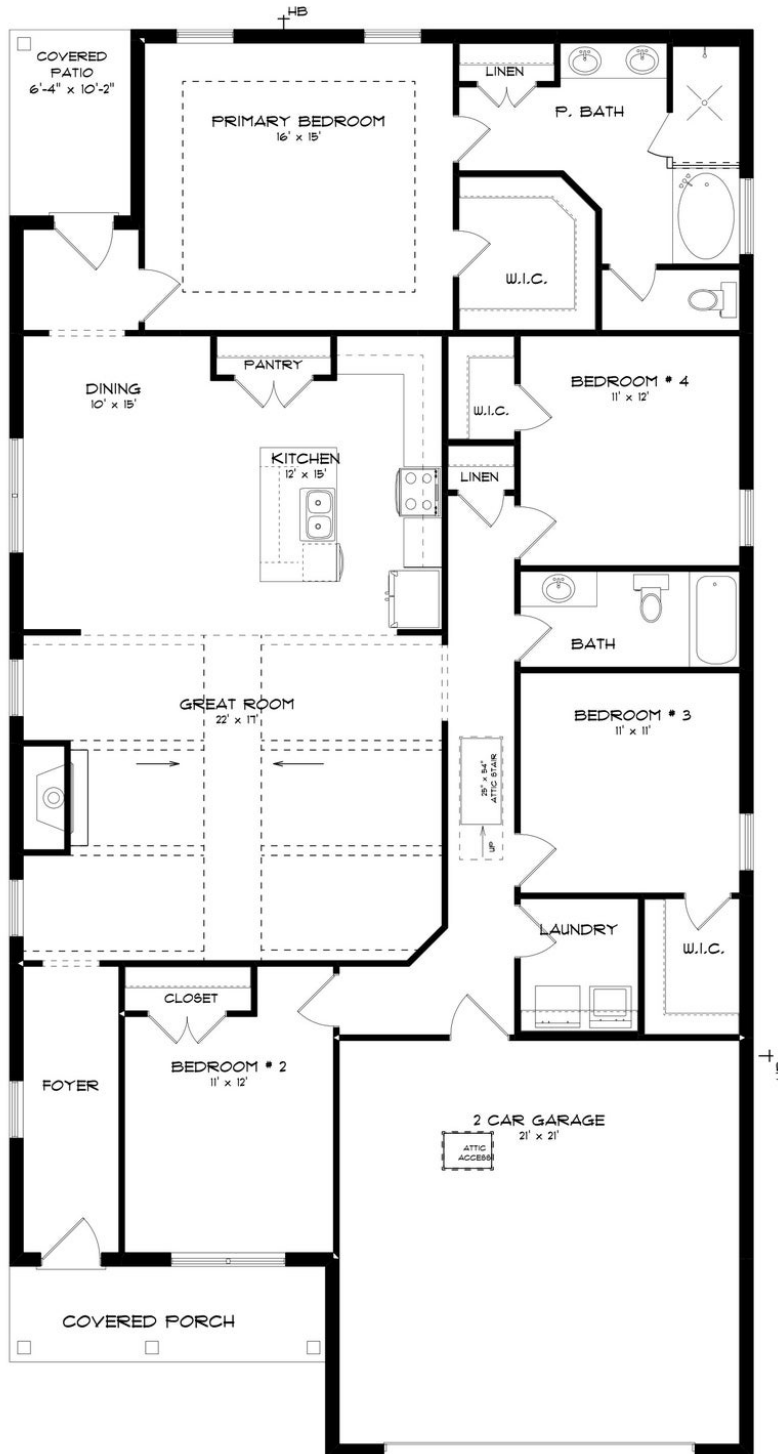 HB
COVERED
PATIO
6'-4" x 10'-2"
LINEN
PRIMARY BEDROOM
16' x 15'
P. BATH
W.I.C.
DINING
10' x 15'
PANTRY
BEDROOM # 4
11' x 12'
W.I.C.
KITCHEN
12' x 15'
LINEN
BATH
GREAT ROOM
22' x 17'
BEDROOM # 3
11' x 11'
25" x 54"
ATTIC STAIR
UP
LAUNDRY
W.I.C.
CLOSET
BEDROOM # 2
11' x 12'
FOYER
2 CAR GARAGE
21' x 21'
ATTIC
ACCESS
COVERED PORCH